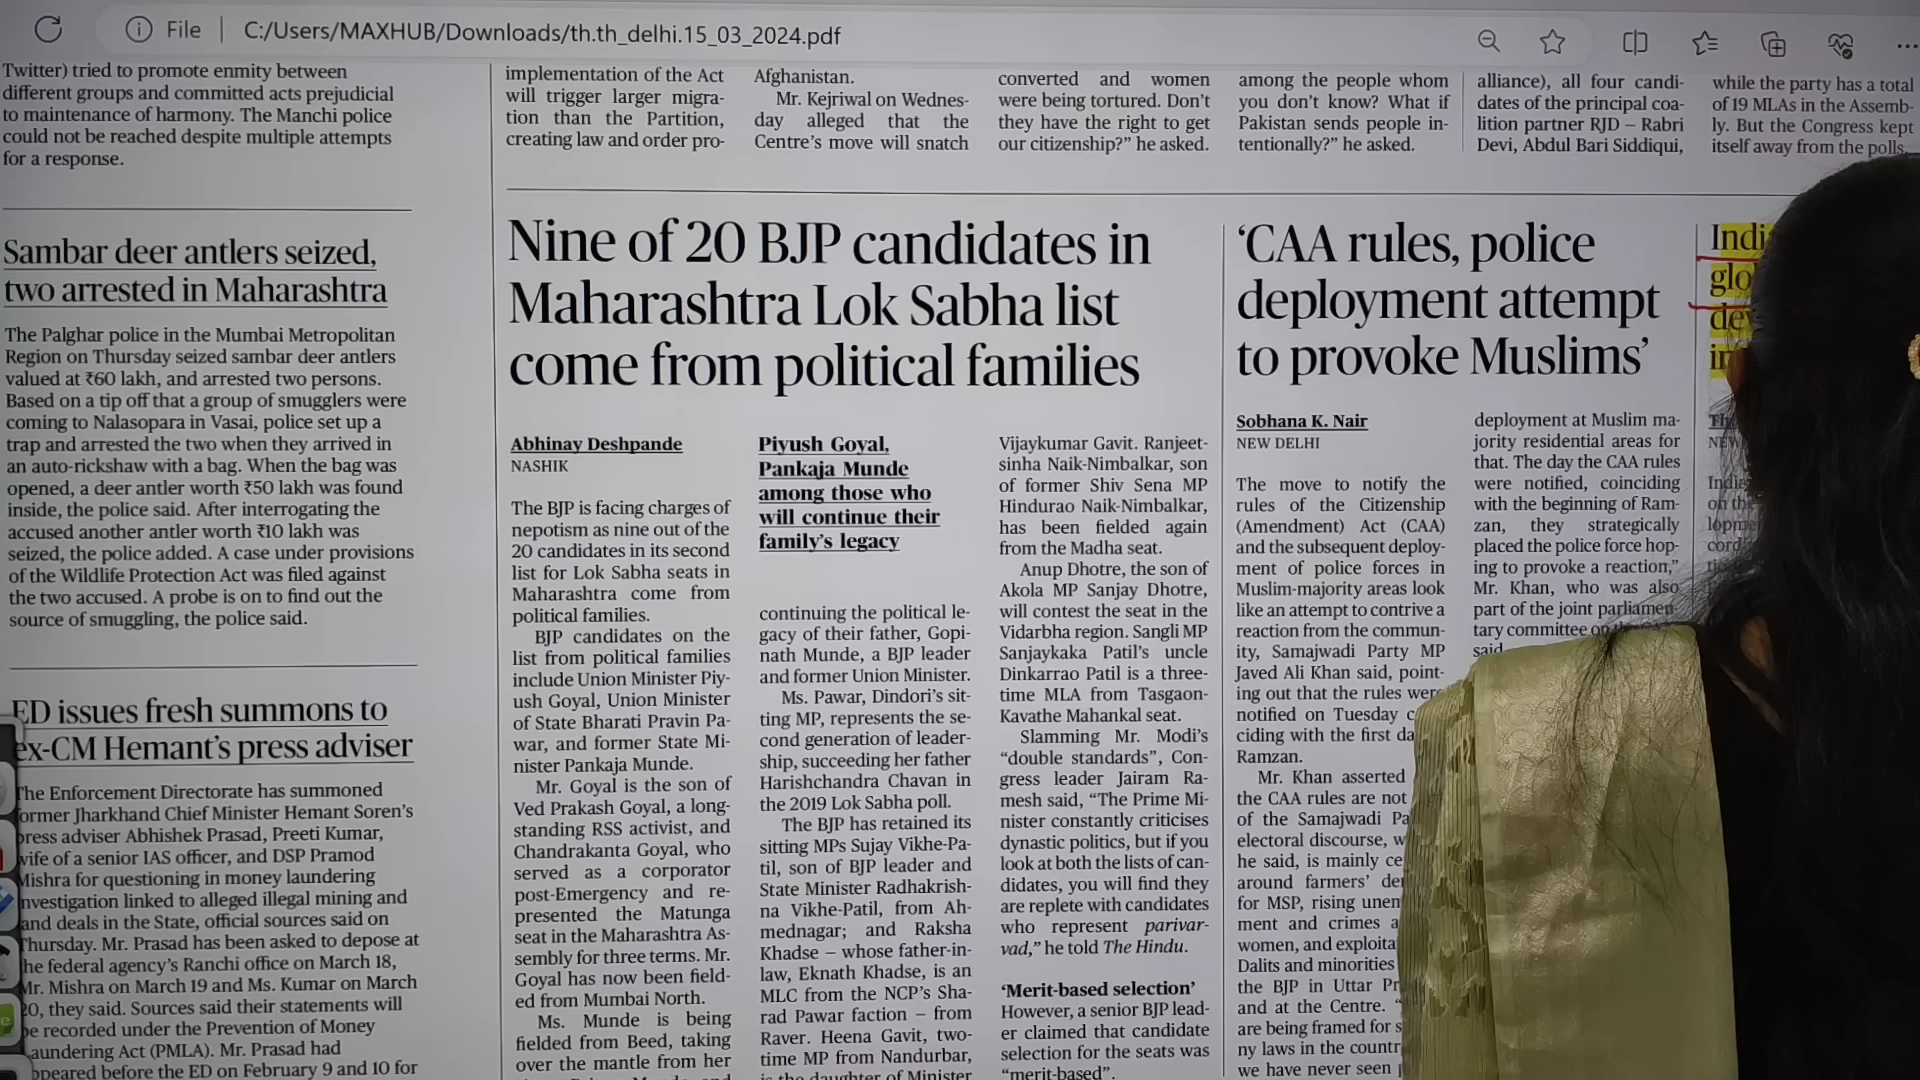 File
C:/Users/MAXHUB/Downloads/th.th_delhi.15_03_2024.pdf
Twitter) tried to promote enmity between
different groups and committed acts prejudicial
to maintenance of harmony. The Manchi police
could not be reached despite multiple attempts
for a response.
Sambar deer antlers seized,
two arrested in Maharashtra
The Palghar police in the Mumbai Metropolitan
Region on Thursday seized sambar deer antlers
valued at ₹60 lakh, and arrested two persons.
Based on a tip off that a group of smugglers were
coming to Nalasopara in Vasai, police set up a
trap and arrested the two when they arrived in
an auto-rickshaw with a bag. When the bag was
opened, a deer antler worth ₹50 lakh was found
inside, the police said. After interrogating the
accused another antler worth ₹10 lakh was
seized, the police added. A case under provisions
of the Wildlife Protection Act was filed against
the two accused. A probe is on to find out the
source of smuggling, the police said.
ED issues fresh summons to
ex-CM Hemant's press adviser
The Enforcement Directorate has summoned
former Jharkhand Chief Minister Hemant Soren's
press adviser Abhishek Prasad, Preeti Kumar,
wife of a senior IAS officer, and DSP Pramod
Mishra for questioning in money laundering
investigation linked to alleged illegal mining and
land deals in the State, official sources said on
Thursday. Mr. Prasad has been asked to depose at
the federal agency's Ranchi office on March 18,
Mr. Mishra on March 19 and Ms. Kumar on March
20, they said. Sources said their statements will
be recorded under the Prevention of Money
Laundering Act (PMLA). Mr. Prasad had
appeared before the ED on February 9 and 10 for
implementation of the Act
will trigger larger migra-
tion than the Partition,
creating law and order pro-
Afghanistan.
Mr. Kejriwal on Wednes-
day alleged that the
Centre's move will snatch
converted and women
were being tortured. Don't
they have the right to get
our citizenship?" he asked.
among the people whom
you don't know? What if
Pakistan sends people in-
tentionally?" he asked.
alliance), all four candi-
dates of the principal coa-
lition partner RJD – Rabri
Devi, Abdul Bari Siddiqui,
while the party has a total
of 19 MLAs in the Assemb-
ly. But the Congress kept
itself away from the polls.
Nine of 20 BJP candidates in
Maharashtra Lok Sabha list
come from political families
Abhinay Deshpande
NASHIK
The BJP is facing charges of
nepotism as nine out of the
20 candidates in its second
list for Lok Sabha seats in
Maharashtra come from
political families.
BJP candidates on the
list from political families
include Union Minister Piy-
ush Goyal, Union Minister
of State Bharati Pravin Pa-
war, and former State Mi-
nister Pankaja Munde.
Mr. Goyal is the son of
Ved Prakash Goyal, a long-
standing RSS activist, and
Chandrakanta Goyal, who
served as a corporator
post-Emergency and re-
presented the Matunga
seat in the Maharashtra As-
sembly for three terms. Mr.
Goyal has now been field-
ed from Mumbai North.
Ms. Munde is being
fielded from Beed, taking
over the mantle from her
Piyush Goyal,
Pankaja Munde
among those who
will continue their
family's legacy
continuing the political le-
gacy of their father, Gopi-
nath Munde, a BJP leader
and former Union Minister.
Ms. Pawar, Dindori's sit-
ting MP, represents the se-
cond generation of leader-
ship, succeeding her father
Harishchandra Chavan in
the 2019 Lok Sabha poll.
The BJP has retained its
sitting MPs Sujay Vikhe-Pa-
til, son of BJP leader and
State Minister Radhakrish-
na Vikhe-Patil, from Ah-
mednagar; and Raksha
Khadse – whose father-in-
law, Eknath Khadse, is an
MLC from the NCP's Sha-
rad Pawar faction – from
Raver. Heena Gavit, two-
time MP from Nandurbar,
is the daughter of Minister
Vijaykumar Gavit. Ranjeet-
sinha Naik-Nimbalkar, son
of former Shiv Sena MP
Hindurao Naik-Nimbalkar,
has been fielded again
from the Madha seat.
Anup Dhotre, the son of
Akola MP Sanjay Dhotre,
will contest the seat in the
Vidarbha region. Sangli MP
Sanjaykaka Patil's uncle
Dinkarrao Patil is a three-
time MLA from Tasgaon-
Kavathe Mahankal seat.
Slamming Mr. Modi's
"double standards", Con-
gress leader Jairam Ra-
mesh said, "The Prime Mi-
nister constantly criticises
dynastic politics, but if you
look at both the lists of can-
didates, you will find they
are replete with candidates
who represent parivar-
vad," he told The Hindu.
'Merit-based selection'
However, a senior BJP lead-
er claimed that candidate
selection for the seats was
"merit-based".
'CAA rules, police
deployment attempt
to provoke Muslims'
Sobhana K. Nair
NEW DELHI
The move to notify the
rules of the Citizenship
(Amendment) Act (CAA)
and the subsequent deploy-
ment of police forces in
Muslim-majority areas look
like an attempt to contrive a
reaction from the commun-
ity, Samajwadi Party MP
Javed Ali Khan said, point-
ing out that the rules were
notified on Tuesday
ciding with the first
Ramzan.
Mr. Khan asserted
the CAA rules are not
of the Samajwadi
electoral discourse,
he said, is mainly
around farmers'
for MSP, rising
ment and crimes
women, and
Dalits and minorities
the BJP in Uttar
and at the Centre.
are being framed for
ny laws in the
we have never seen
deployment at Muslim ma-
jority residential areas for
that. The day the CAA rules
were notified, coinciding
with the beginning of Ram-
zan, they strategically
placed the police force hop-
ing to provoke a reaction,"
Mr. Khan, who was also
part of the joint parliamen-
tary committee on
said